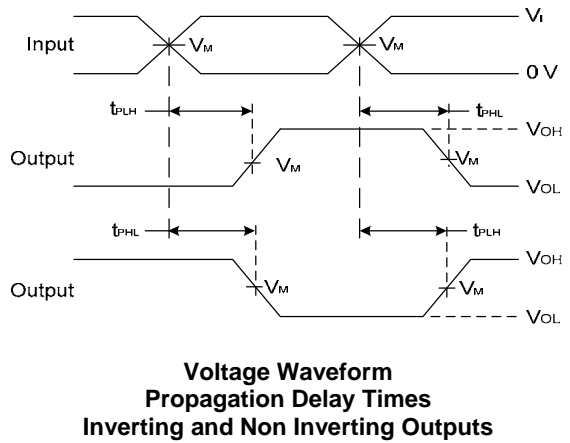 VI
Input
VM
VM
0 V
tPLH
tPHL
VOH
Output
VM
VM
VOL
tPHL
tPLH
VOH
Output
VM
VM
VOL
Voltage Waveform
Propagation Delay Times
Inverting and Non Inverting Outputs